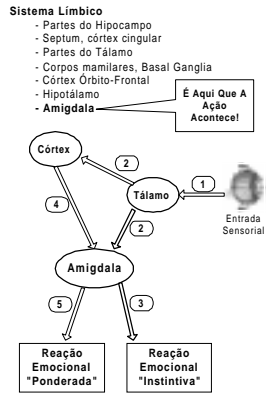 Sistema Límbico
- Partes do Hipocampo
- Septum, córtex cingular
- Partes do Tálamo
- Corpos mamilares, Basal Ganglia
- Córtex Órbito-Frontal
- Hipotálamo
- Amigdala
É Aqui Que A
Ação
Acontece!
Córtex
2
1
Tálamo
4
2
Entrada
Sensorial
Amigdala
5
3
Reação
Emocional
"Ponderada"
Reação
Emocional
"Instintiva"